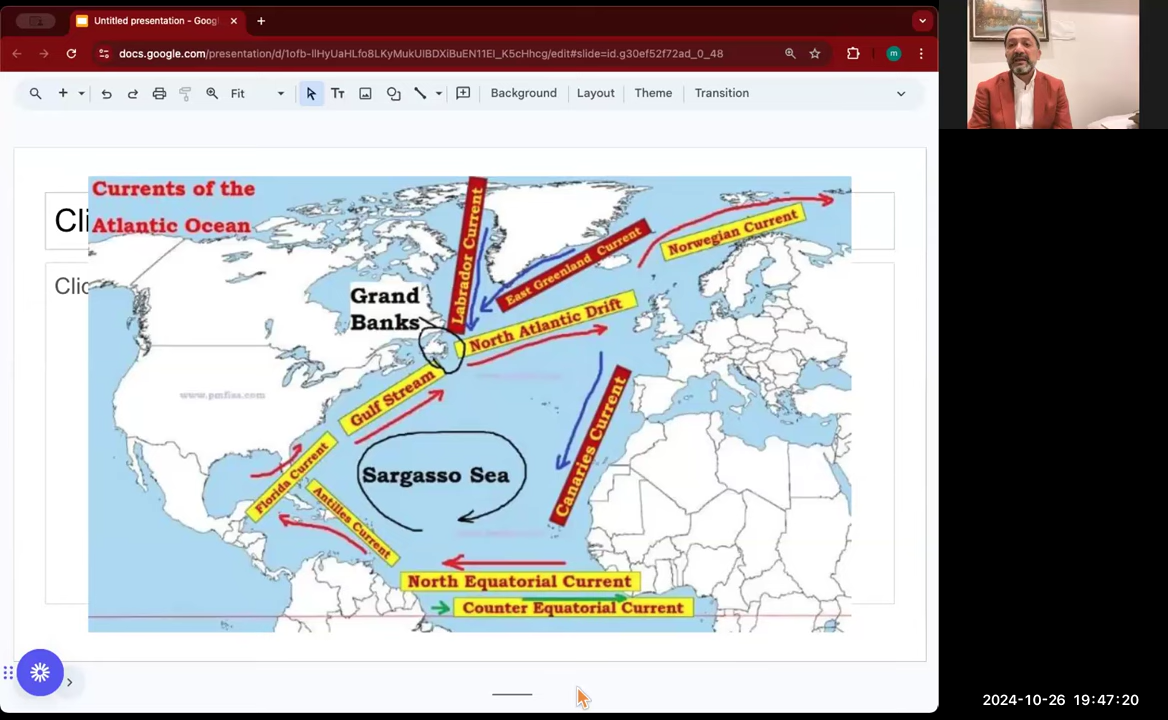 Untitled presentation - Goog
docs.google.com/presentation/d/1ofb-IIHyUaHLfo8LKyMukUIBDXiBuEN11EI_K5cHhcg/edit#slide=id.g30ef52f72ad_0_48
m
Fit
Tт
Background
Layout
Theme
Transition
Currents of the
Atlantic Ocean
Cli
Clic
Labrador Current
East Greenland Current
Norwegian Current
Grand
Banks
North Atlantic Drift
www.pmfias.com
Gulf Stream
Canaries Current
Florida Current
Sargasso Sea
Antilles Current
North Equatorial Current
Counter Equatorial Current
2024-10-26 19:47:20